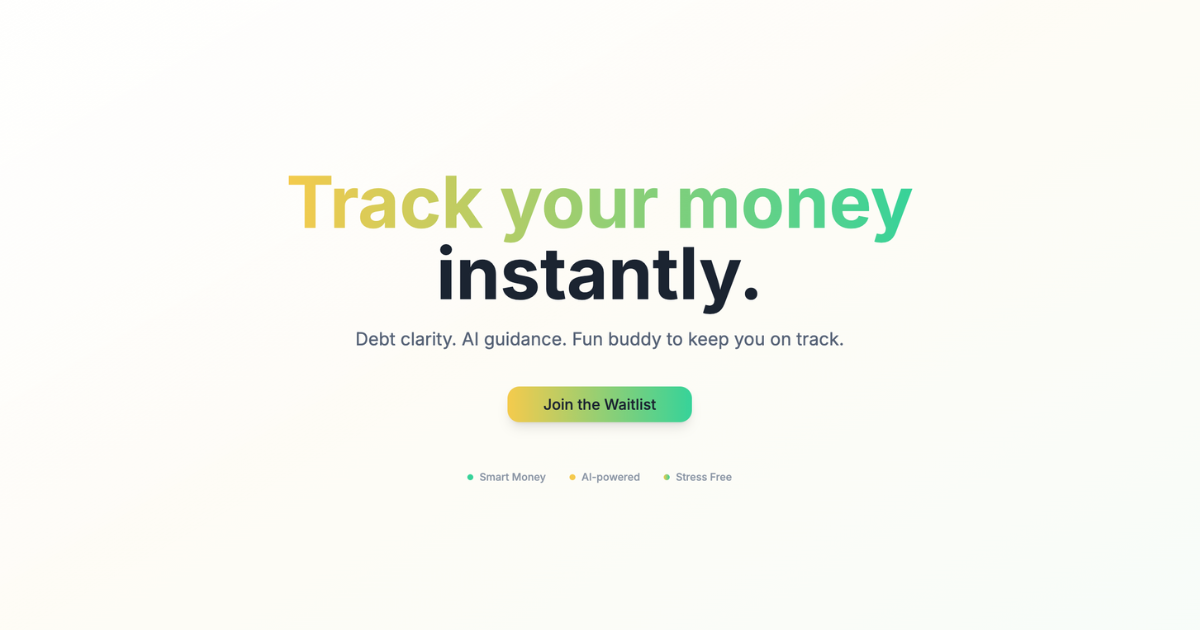 Track your money
instantly.
Debt clarity. AI guidance. Fun buddy to keep you on track.
Join the Waitlist
Smart Money AI-powered Stress Free